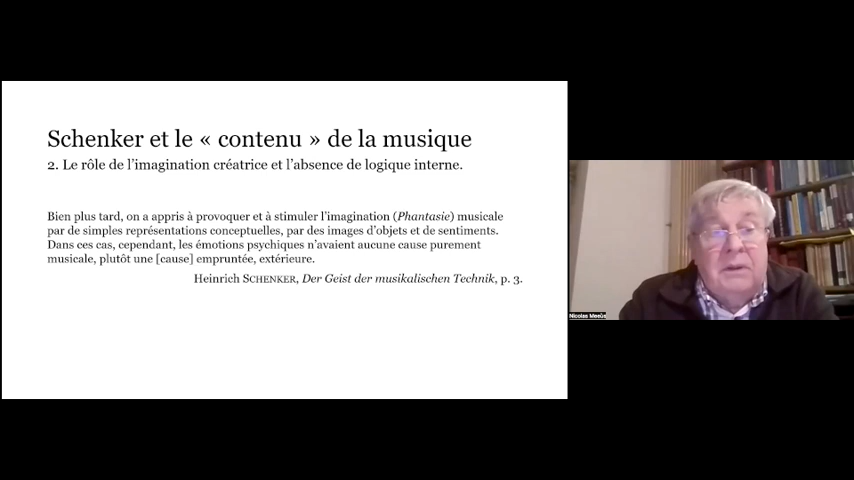 Schenker et le « contenu » de la musique
2. Le rôle de l'imagination créatrice et l'absence de logique interne.
Bien plus tard, on a appris à provoquer et à stimuler l'imagination (Phantasie) musicale
par de simples représentations conceptuelles, par des images d'objets et de sentiments.
Dans ces cas, cependant, les émotions psychiques n'avaient aucune cause purement
musicale, plutôt une [cause] empruntée, extérieure.
Heinrich SCHENKER, Der Geist der musikalischen Technik, p. 3.
Nicolas Meeùs